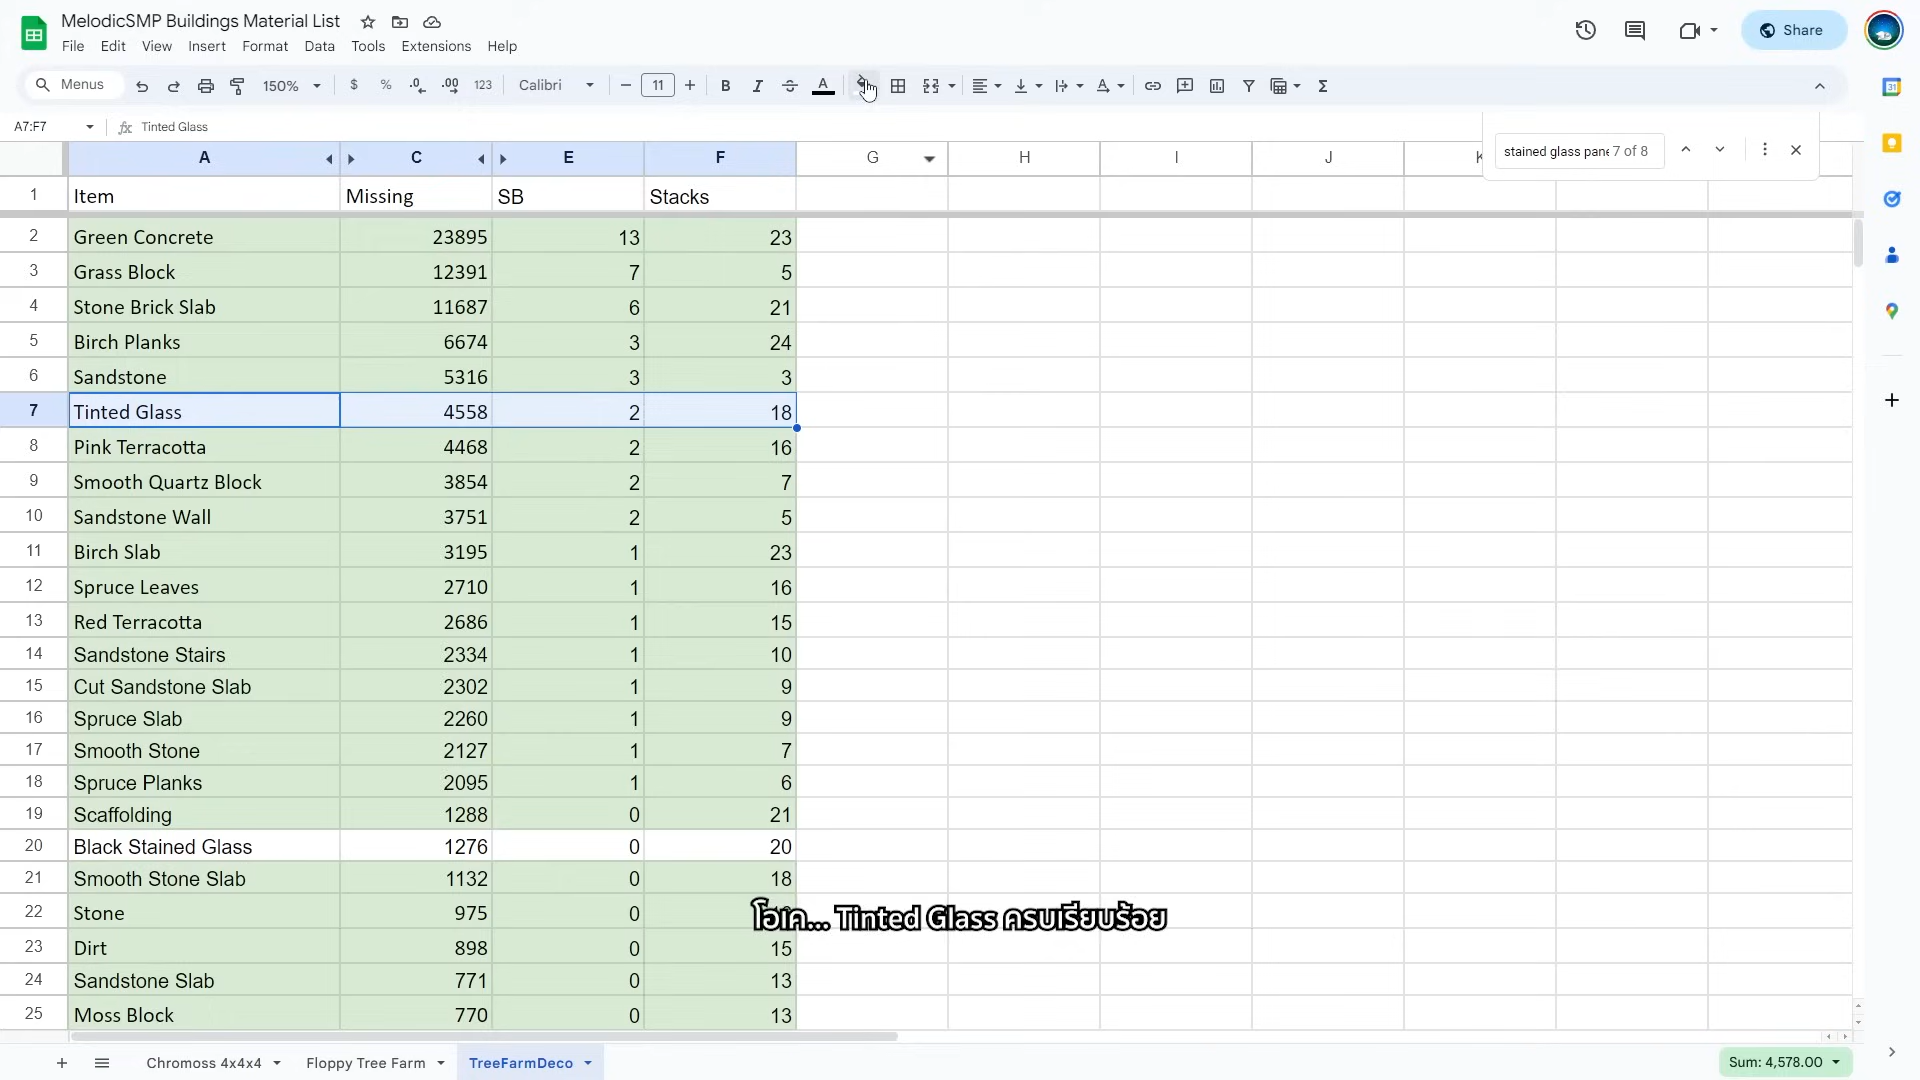 MelodicSMP Buildings Material List
File Edit View Insert Format Data Tools Extensions Help
Share
Menus 150% $ % .0 .00 123 Calibri 11 B I A Σ
A7:F7 fx Tinted Glass
stained glass pane 7 of 8
A C E F G H I J K
1 Item Missing SB Stacks
2 Green Concrete 23895 13 23
3 Grass Block 12391 7 5
4 Stone Brick Slab 11687 6 21
5 Birch Planks 6674 3 24
6 Sandstone 5316 3 3
7 Tinted Glass 4558 2 18
8 Pink Terracotta 4468 2 16
9 Smooth Quartz Block 3854 2 7
10 Sandstone Wall 3751 2 5
11 Birch Slab 3195 1 23
12 Spruce Leaves 2710 1 16
13 Red Terracotta 2686 1 15
14 Sandstone Stairs 2334 1 10
15 Cut Sandstone Slab 2302 1 9
16 Spruce Slab 2260 1 9
17 Smooth Stone 2127 1 7
18 Spruce Planks 2095 1 6
19 Scaffolding 1288 0 21
20 Black Stained Glass 1276 0 20
21 Smooth Stone Slab 1132 0 18
22 Stone 975 0
โอเค... Tinted Glass ครบเรียบร้อย
23 Dirt 898 0 15
24 Sandstone Slab 771 0 13
25 Moss Block 770 0 13
Chromoss 4x4x4 Floppy Tree Farm TreeFarmDeco Sum: 4,578.00